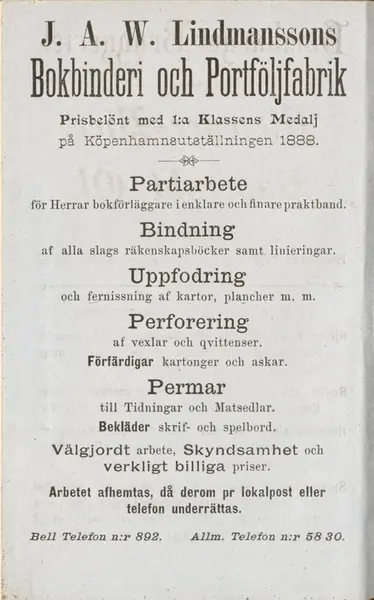 J. A. W. Lindmanssons
Bokbinderi och Portföljfabrik
Prisbelönt med 1:a Klassens Medalj
på Köpenhamnsutställningen 1888.
Partiarbete
för Herrar bokförläggare i enklare och finare praktband.
Bindning
af alla slags räkenskapsböcker samt linieringar.
Uppfodring
och fernissning af kartor, plancher m. m.
Perforering
af vexlar och qvittenser.
Förfärdigar kartonger och askar.
Permar
till Tidningar och Matsedlar.
Bekläder skrif- och spelbord.
Välgjordt arbete, Skyndsamhet och
verkligt billiga priser.
Arbetet afhemtas, då derom pr lokalpost eller
telefon underrättas.
Bell Telefon n:r 892. Allm. Telefon n:r 58 30.